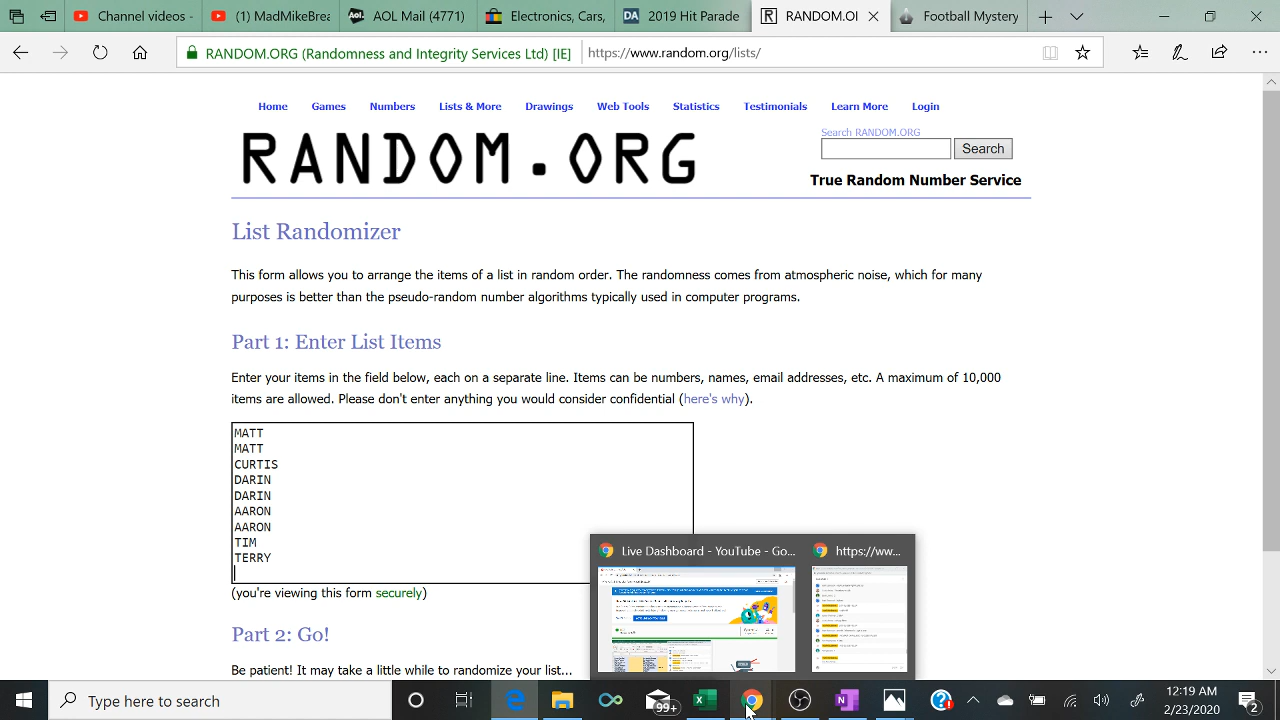 Channel videos -
(1) MadMikeBrea:
AOL Mail (4771)
Electronics, Cars,
DA 2019 Hit Parade
RANDOM.OI
Football Mystery
RANDOM.ORG (Randomness and Integrity Services Ltd) [IE] https://www.random.org/lists/
Home Games Numbers Lists & More Drawings Web Tools Statistics Testimonials Learn More Login
RANDOM.ORG
Search RANDOM.ORG
Search
True Random Number Service
List Randomizer
This form allows you to arrange the items of a list in random order. The randomness comes from atmospheric noise, which for many
purposes is better than the pseudo-random number algorithms typically used in computer programs.
Part 1: Enter List Items
Enter your items in the field below, each on a separate line. Items can be numbers, names, email addresses, etc. A maximum of 10,000
items are allowed. Please don't enter anything you would consider confidential (here's why).
MATT
MATT
CURTIS
DARIN
DARIN
AARON
AARON
TIM
TERRY
(you're viewing this form securely)
Part 2: Go!
Be patient! It may take a little while to randomize your list...
Live Dashboard - YouTube - Go...
https://ww...
Type here to search
99+
12:19 AM
2/23/2020
2